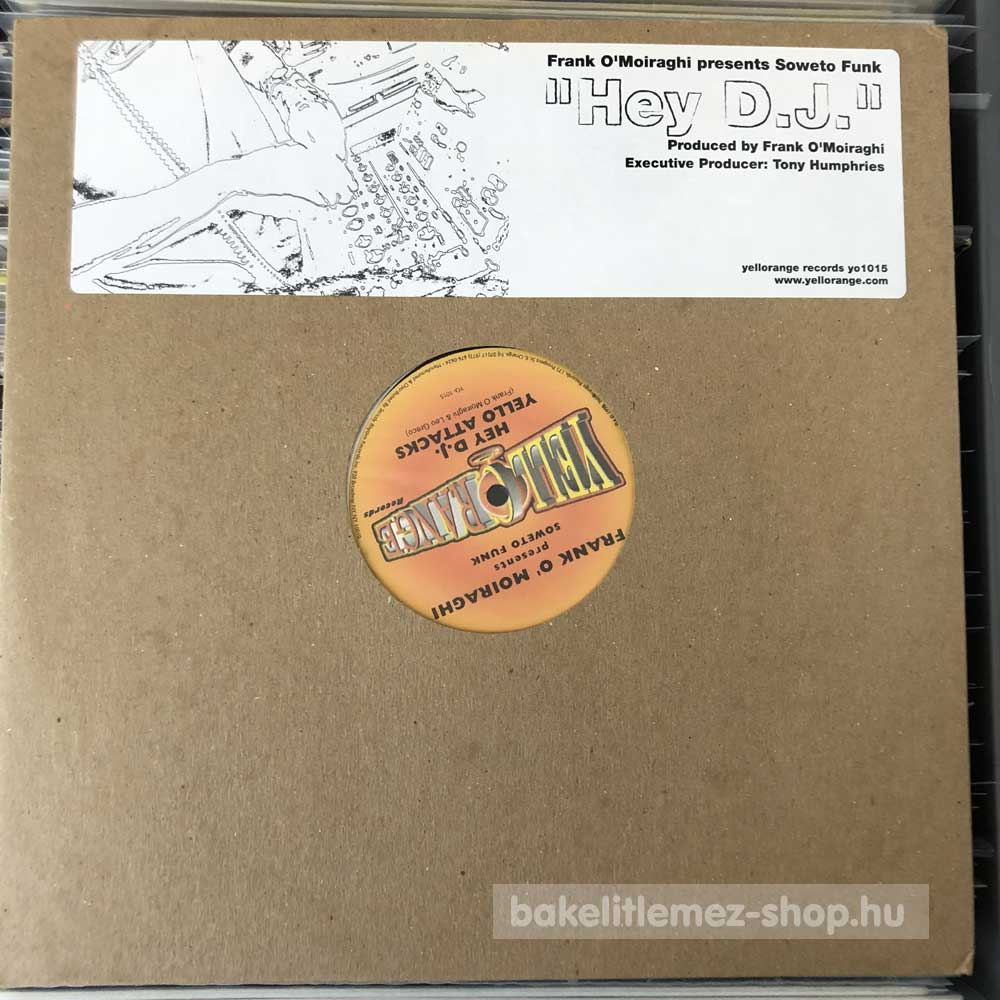 Frank O'Moiraghi presents Soweto Funk
"Hey D.J."
Produced by Frank O'Moiraghi
Executive Producer: Tony Humphries
yellorange records yo1015
www.yellorange.com
FRANK O' MOIRAGHI
presents
SOWETO FUNK
YELLORANGE
Records
HEY D.J.
YELLO ATTACKS
(Frank O Moiraghi & Leo Greco)
YO-1015
bakelitlemez-shop.hu